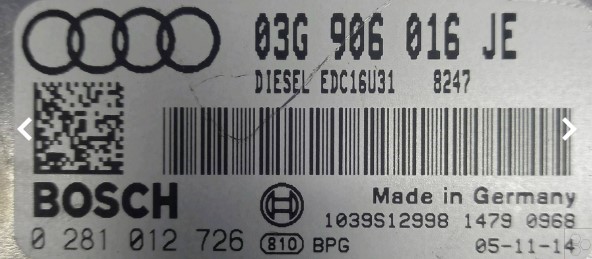 03G 906 016 JE
DIESEL EDC16U31 8247
BOSCH
Made in Germany
1039S12998 1479 0968
0 281 012 726 810 BPG 05-11-14